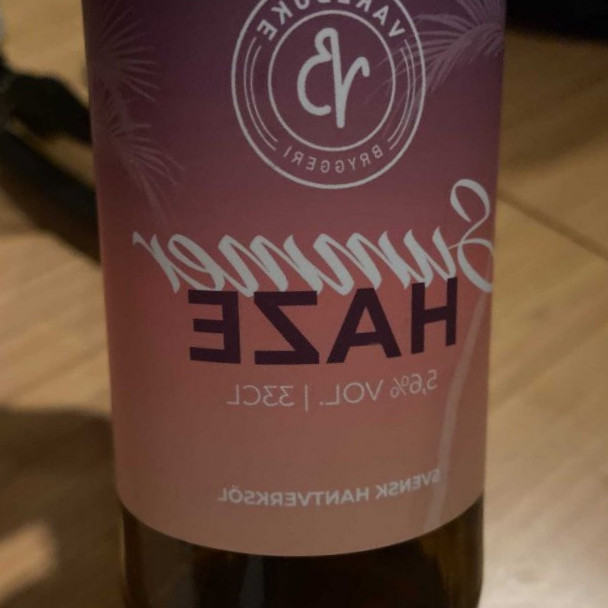 BRYGGERI
Summer
HAZE
5,6% VOL. | 33CL
SVENSK HANTVERKSÖL